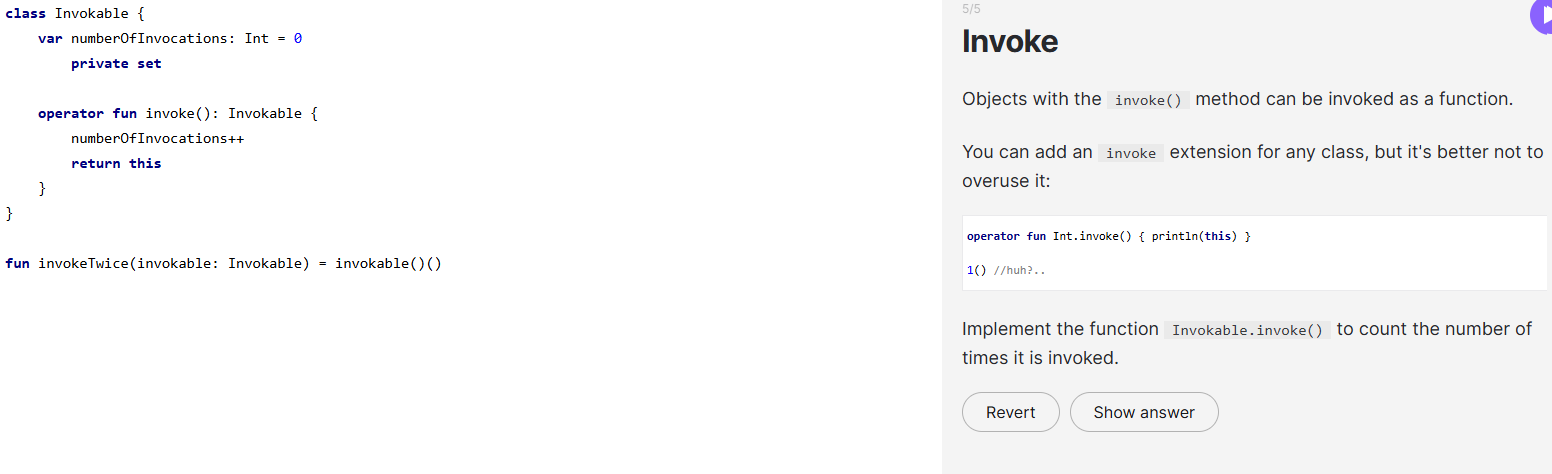 class Invokable {
    var numberOfInvocations: Int = 0
        private set

    operator fun invoke(): Invokable {
        numberOfInvocations++
        return this
    }
}

fun invokeTwice(invokable: Invokable) = invokable()()
5/5
Invoke
Objects with the invoke() method can be invoked as a function.
You can add an invoke extension for any class, but it's better not to
overuse it:
operator fun Int.invoke() { println(this) }
1() //huh?..
Implement the function Invokable.invoke() to count the number of
times it is invoked.
Revert
Show answer